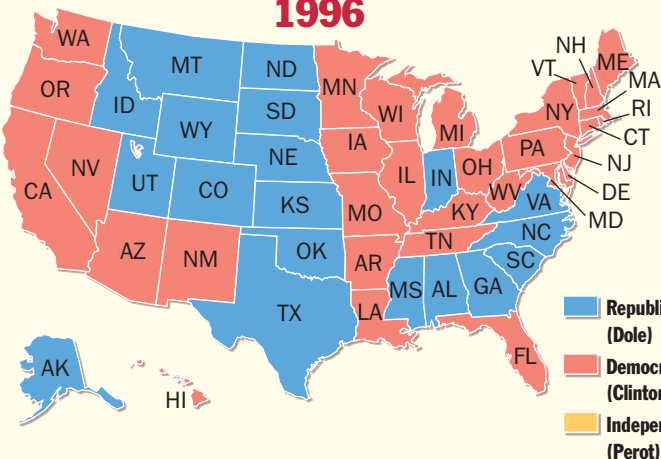 1996
WA
OR
CA
NV
ID
MT
WY
UT
CO
AZ
NM
ND
SD
NE
KS
OK
TX
MN
IA
MO
AR
LA
WI
IL
MI
IN
OH
KY
TN
MS
AL
GA
FL
SC
NC
VA
WV
PA
NY
VT
NH
ME
MA
RI
CT
NJ
DE
MD
AK
HI
Republi
(Dole)
Democr
(Clinton
Indepen
(Perot)